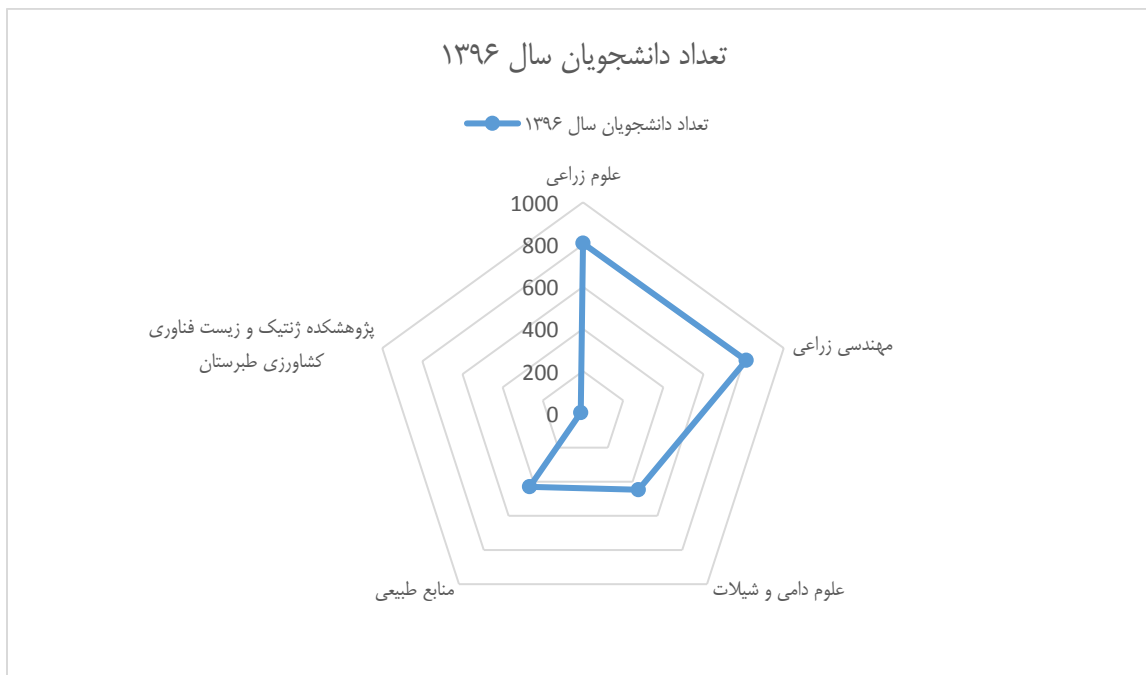 تعداد دانشجویان سال ۱۳۹۶
تعداد دانشجویان سال ۱۳۹۶
علوم زراعی
1000
800
600
400
200
0
مهندسی زراعی
علوم دامی و شیلات
منابع طبیعی
پژوهشکده ژنتیک و زیست فناوری
کشاورزی طبرستان